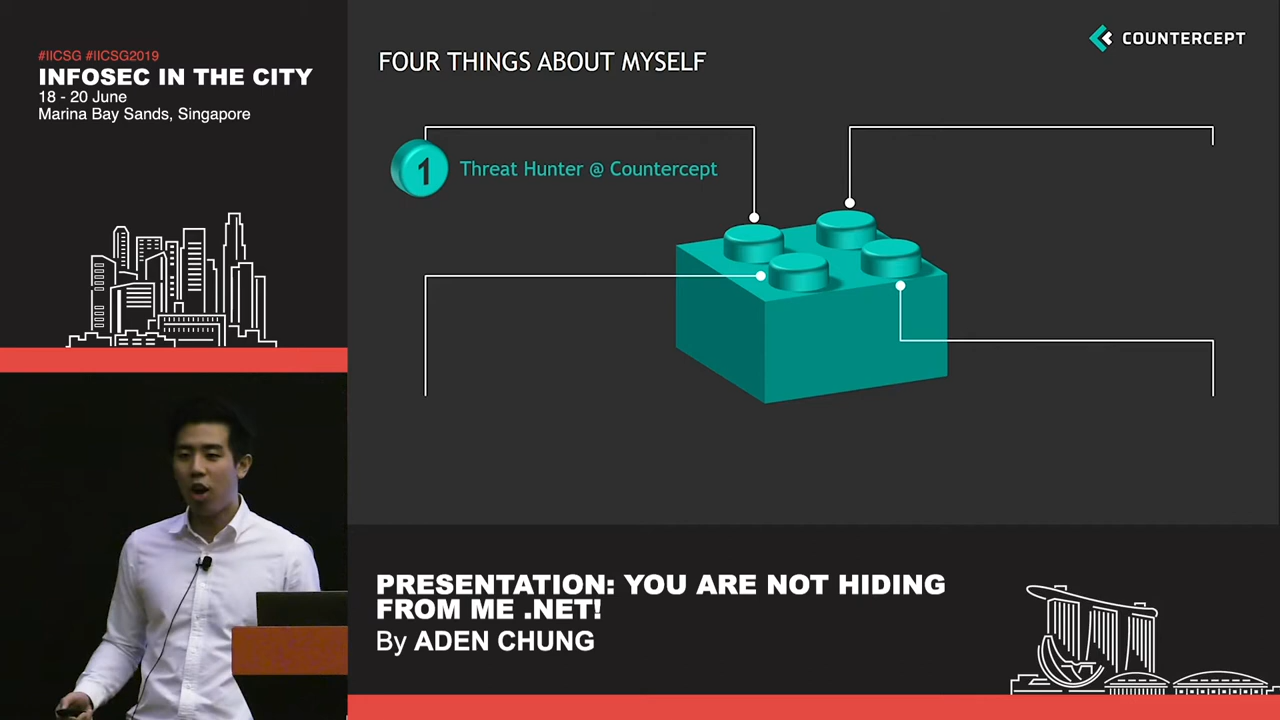 #IICSG #IICSG2019
INFOSEC IN THE CITY
18 - 20 June
Marina Bay Sands, Singapore
FOUR THINGS ABOUT MYSELF
COUNTERCEPT
1 Threat Hunter @ Countercept
PRESENTATION: YOU ARE NOT HIDING
FROM ME .NET!
By ADEN CHUNG